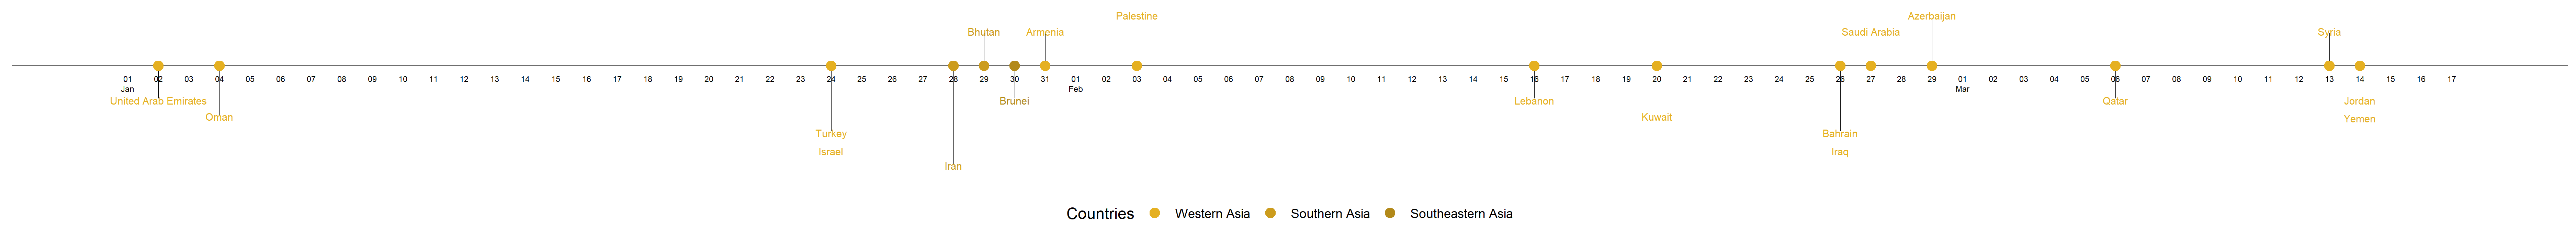 Palestine Azerbaijan
Bhutan Armenia Saudi Arabia Syria
01 02 03 04 05 06 07 08 09 10 11 12 13 14 15 16 17 18 19 20 21 22 23 24 25 26 27 28 29 30 31 01 02 03 04 05 06 07 08 09 10 11 12 13 14 15 16 17 18 19 20 21 22 23 24 25 26 27 28 29 01 02 03 04 05 06 07 08 09 10 11 12 13 14 15 16 17
Jan Feb Mar
United Arab Emirates Brunei Lebanon Qatar Jordan
Oman Kuwait Yemen
Turkey Bahrain
Israel Iraq
Iran
Countries Western Asia Southern Asia Southeastern Asia